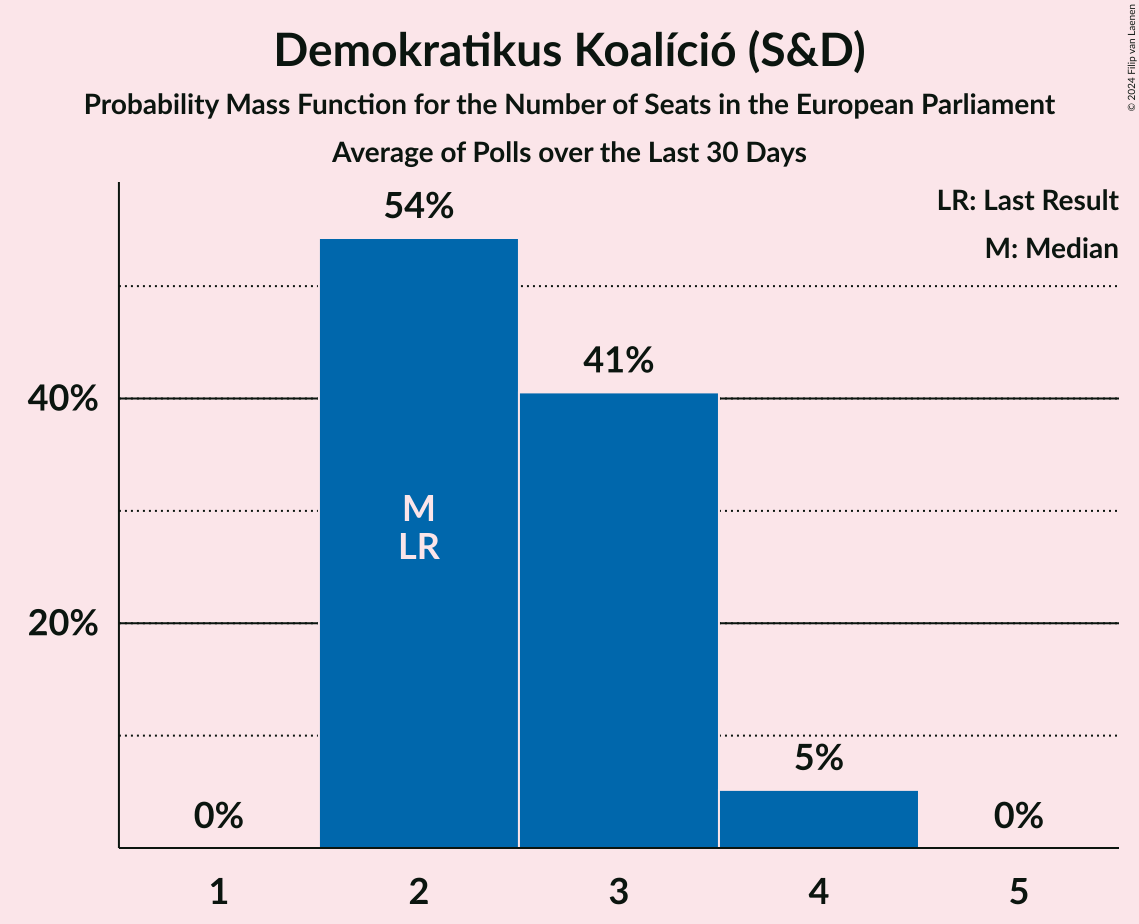 Demokratikus Koalíció (S&D)
Probability Mass Function for the Number of Seats in the European Parliament
Average of Polls over the Last 30 Days
© 2024 Filip van Laenen
LR: Last Result
M: Median
54%
41%
40%
M
LR
20%
5%
0%
0%
1
2
3
4
5